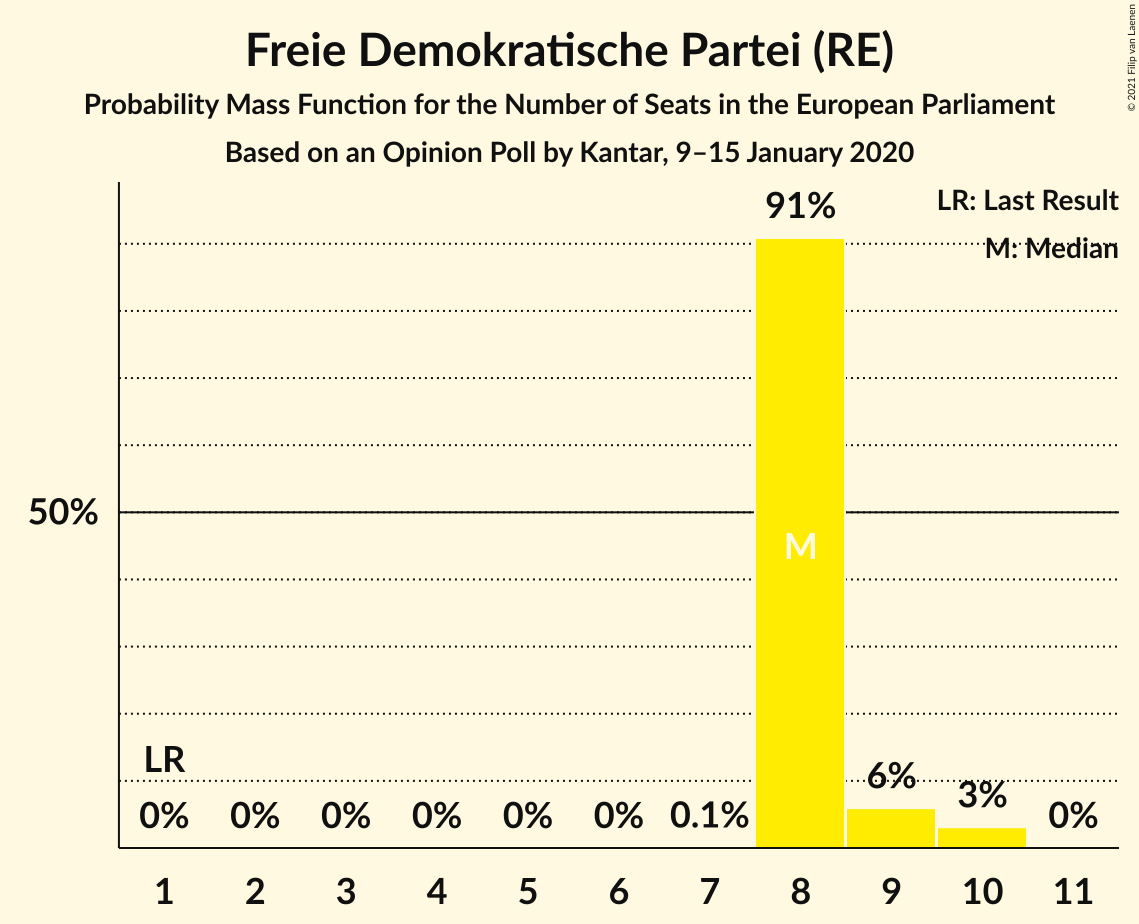 © 2021 Filip van Laenen
Freie Demokratische Partei (RE)
Probability Mass Function for the Number of Seats in the European Parliament
Based on an Opinion Poll by Kantar, 9–15 January 2020
LR: Last Result
M: Median
91%
50%
M
LR
0% 0% 0% 0% 0% 0% 0.1% 6% 3% 0%
1 2 3 4 5 6 7 8 9 10 11